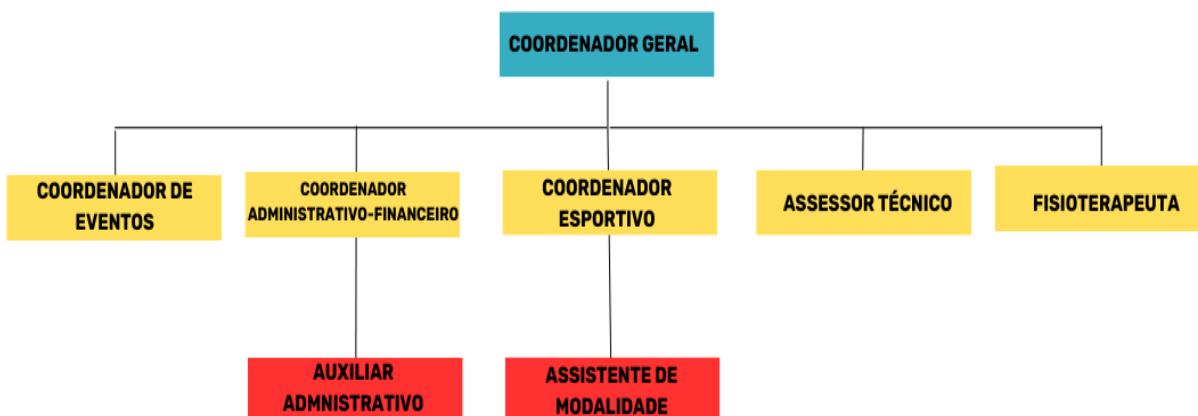 COORDENADOR GERAL
COORDENADOR DE
EVENTOS
COORDENADOR
ADMINISTRATIVO-FINANCEIRO
COORDENADOR
ESPORTIVO
ASSESSOR TÉCNICO
FISIOTERAPEUTA
AUXILIAR
ADMNISTRATIVO
ASSISTENTE DE
MODALIDADE